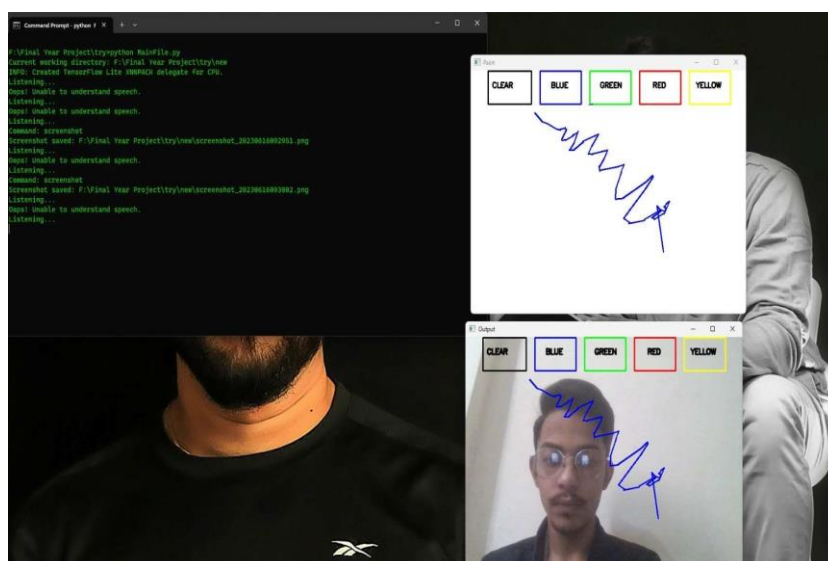 Command Prompt - python f
F:\Final Year Project\try>python MainFile.py
Current working directory: F:\Final Year Project\try\new
INFO: Created TensorFlow Lite XNNPACK delegate for CPU.
Listening...
Oops! Unable to understand speech.
Listening...
Oops! Unable to understand speech.
Listening...
Command: screenshot
Screenshot saved: F:\Final Year Project\try\new\screenshot_20230616092951.png
Listening...
Oops! Unable to understand speech.
Listening...
Command: screenshot
Screenshot saved: F:\Final Year Project\try\new\screenshot_20230616093002.png
Listening...
Oops! Unable to understand speech.
Listening...
Paint
CLEAR BLUE GREEN RED YELLOW
Output
CLEAR BLUE GREEN RED YELLOW